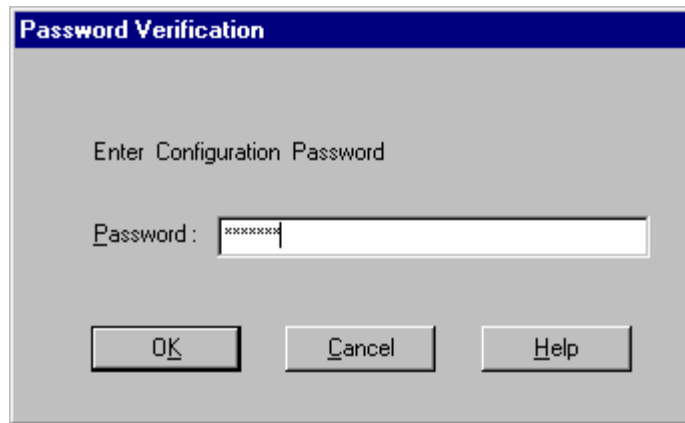 Password Verification
Enter Configuration Password
Password : *******
OK Cancel Help